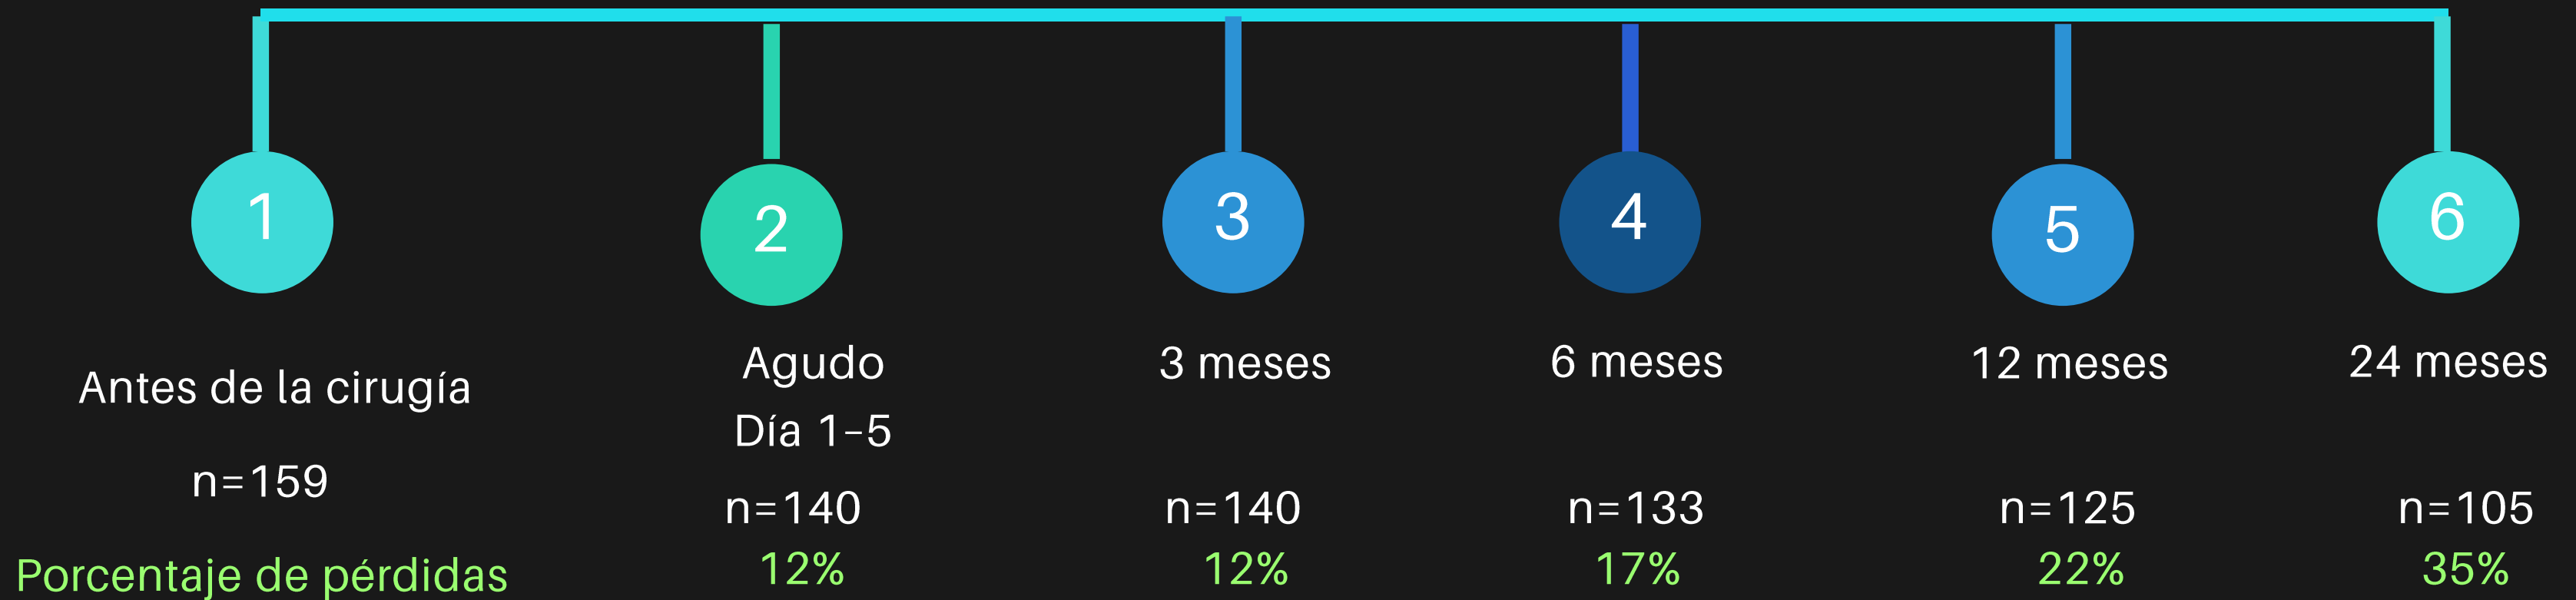 1
2
3
4
5
6
Antes de la cirugía
n=159
Agudo
Día 1-5
n=140
3 meses
n=140
6 meses
n=133
12 meses
n=125
24 meses
n=105
Porcentaje de pérdidas
12%
12%
17%
22%
35%